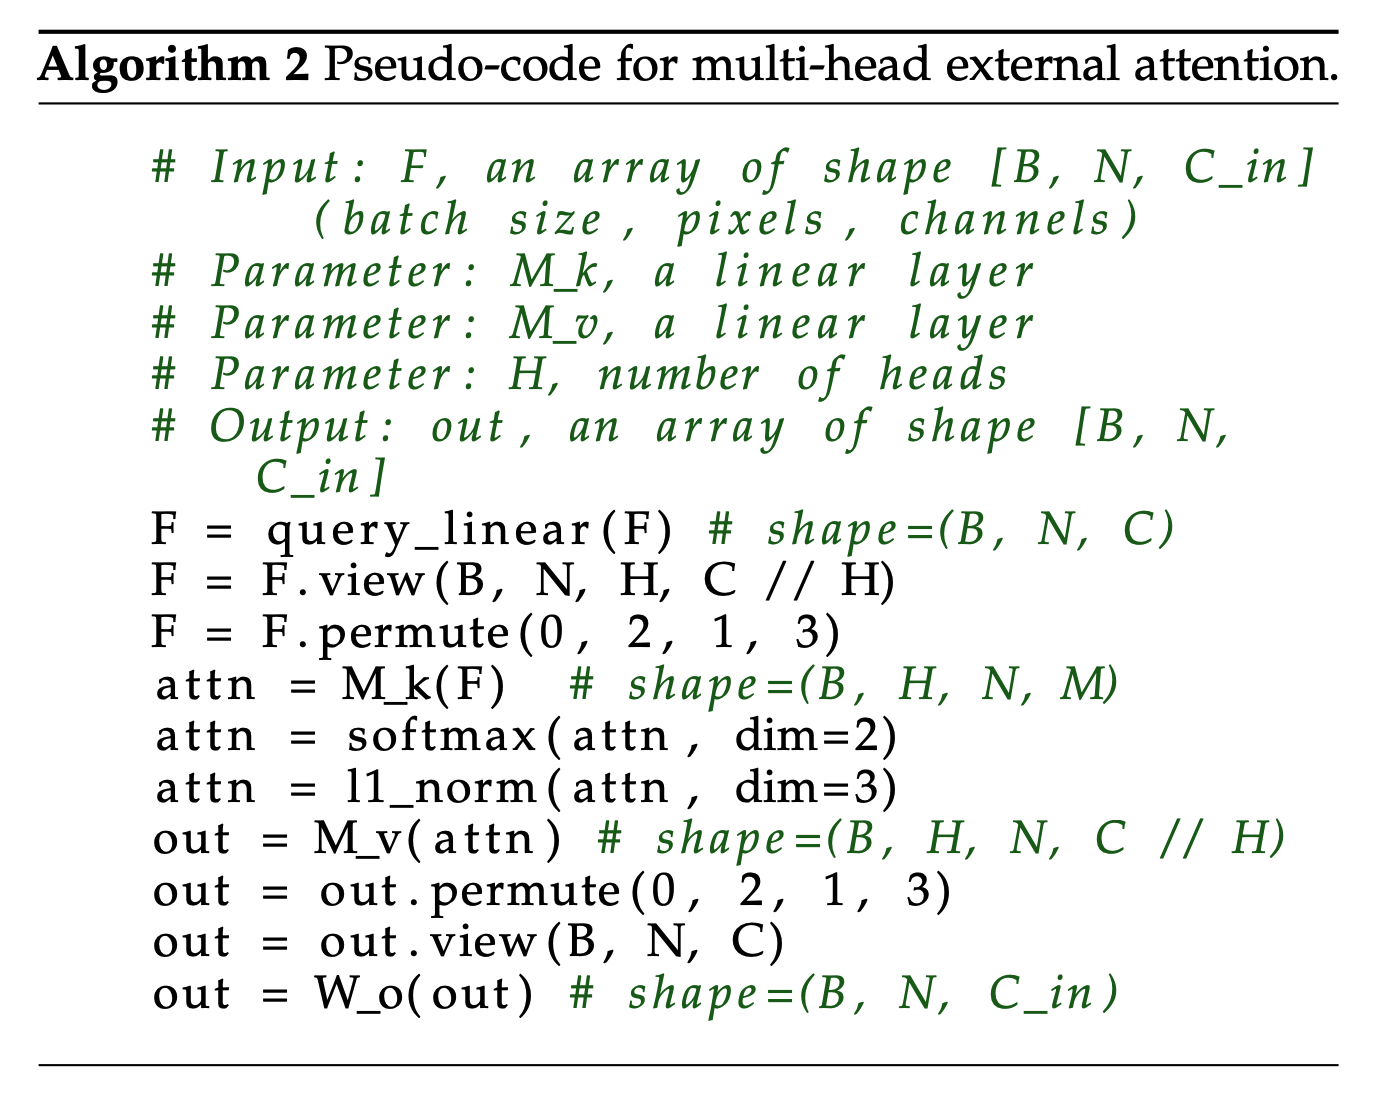 Algorithm 2 Pseudo-code for multi-head external attention.
# Input: F, an array of shape [B, N, C_in]
(batch size, pixels, channels)
# Parameter: M_k, a linear layer
# Parameter: M_v, a linear layer
# Parameter: H, number of heads
# Output: out, an array of shape [B, N,
C_in]
F = query_linear(F) # shape=(B, N, C)
F = F.view(B, N, H, C // H)
F = F.permute(0, 2, 1, 3)
attn = M_k(F) # shape=(B, H, N, M)
attn = softmax(attn, dim=2)
attn = l1_norm(attn, dim=3)
out = M_v(attn) # shape=(B, H, N, C // H)
out = out.permute(0, 2, 1, 3)
out = out.view(B, N, C)
out = W_o(out) # shape=(B, N, C_in)